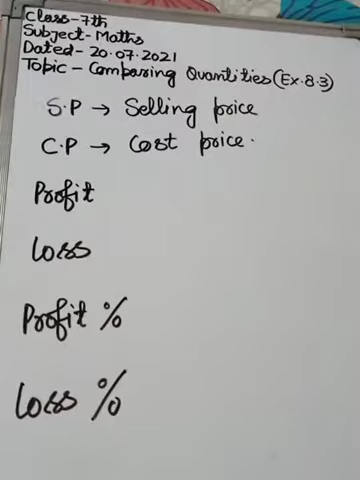 Class-7th
Subject-Maths
Dated-20.07.2021
Topic-Comparing Quantities(Ex.8.3)
S.P → Selling price
C.P → Cost price.
Profit
loss
Profit %
Loss %